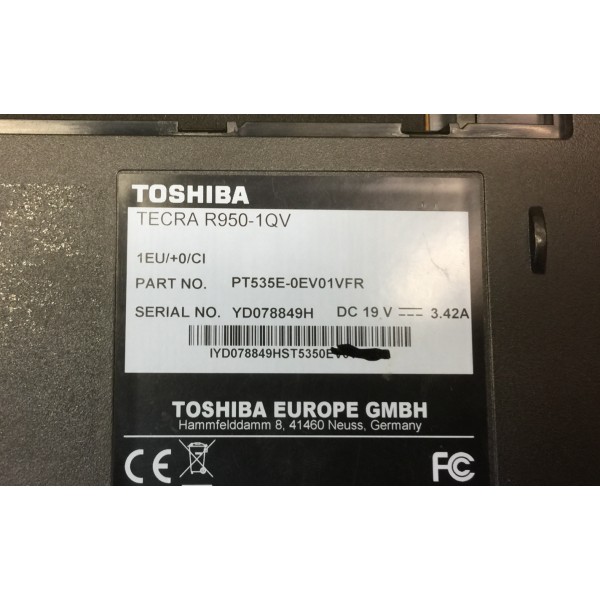 TOSHIBA
TECRA R950-1QV
1EU/+0/CI
PART NO. PT535E-0EV01VFR
SERIAL NO. YD078849H DC 19 V ⎓ 3.42A
IYD078849HST5350EV
TOSHIBA EUROPE GMBH
Hammfelddamm 8, 41460 Neuss, Germany
CE FC